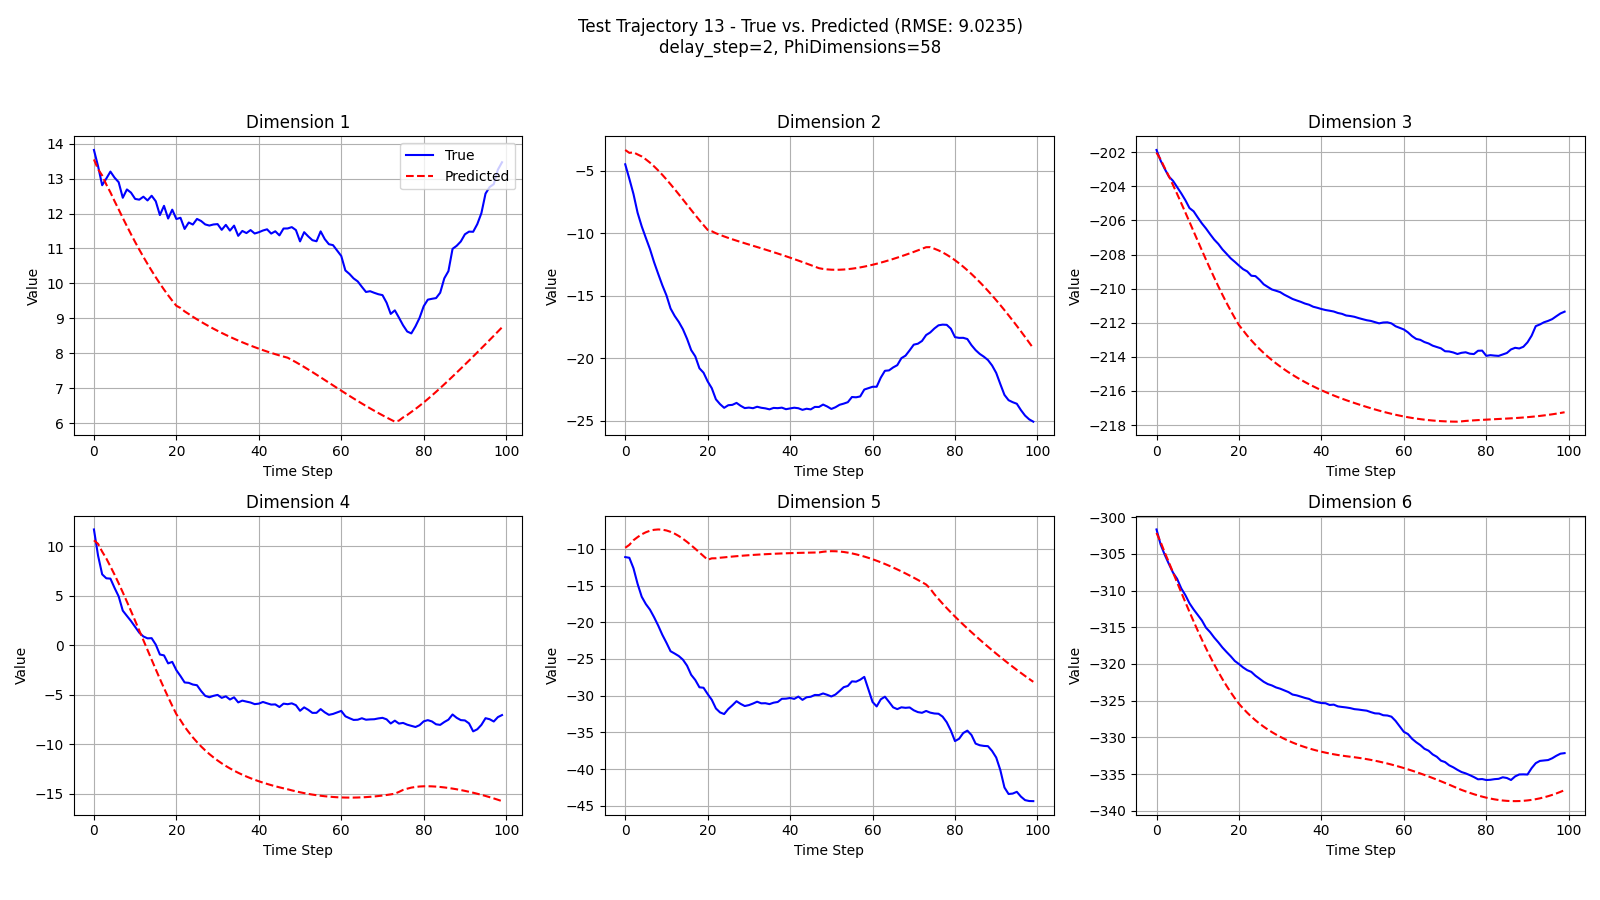 Test Trajectory 13 - True vs. Predicted (RMSE: 9.0235)
delay_step=2, PhiDimensions=58
Dimension 1
14
13
12
11
10
9
8
7
6
Value
0 20 40 60 80 100
Time Step
True
Predicted
Dimension 2
−5
−10
−15
−20
−25
Value
0 20 40 60 80 100
Time Step
Dimension 3
−202
−204
−206
−208
−210
−212
−214
−216
−218
Value
0 20 40 60 80 100
Time Step
Dimension 4
10
5
0
−5
−10
−15
Value
0 20 40 60 80 100
Time Step
Dimension 5
−10
−15
−20
−25
−30
−35
−40
−45
Value
0 20 40 60 80 100
Time Step
Dimension 6
−300
−305
−310
−315
−320
−325
−330
−335
−340
Value
0 20 40 60 80 100
Time Step